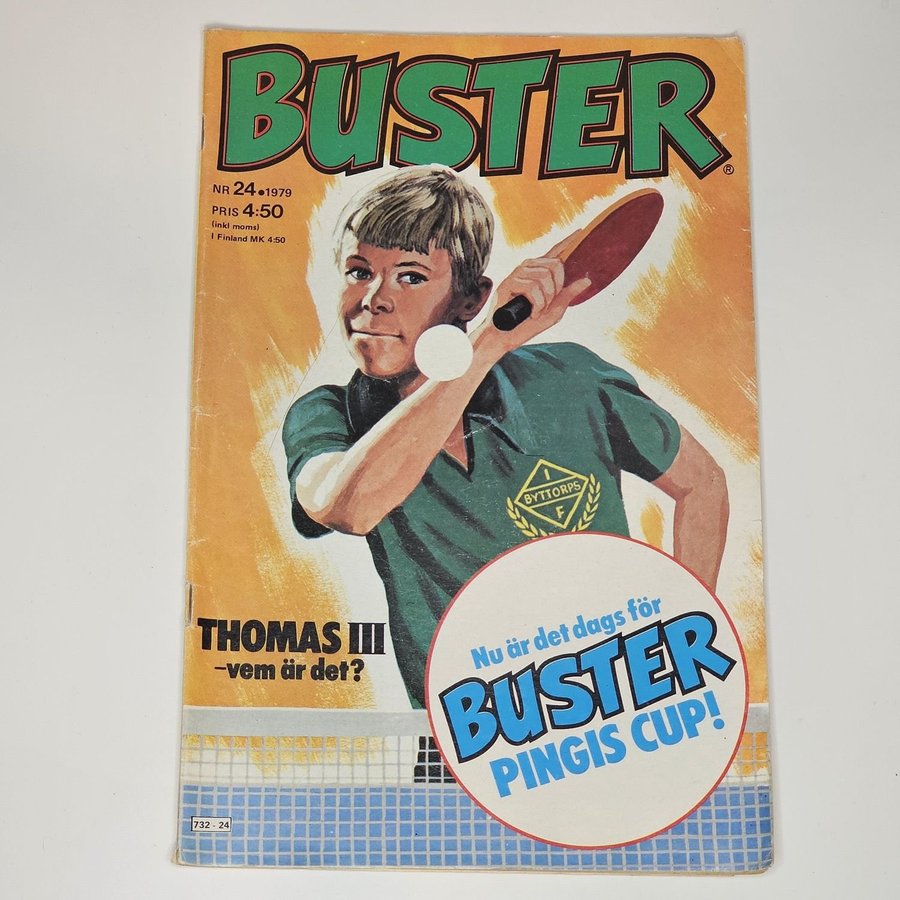 BUSTER
®
NR 24•1979
PRIS 4:50
(inkl moms)
I Finland MK 4:50
I
BYTTORPS
F
THOMAS III
–vem är det?
Nu är det dags för
BUSTER
PINGIS CUP!
732 - 24